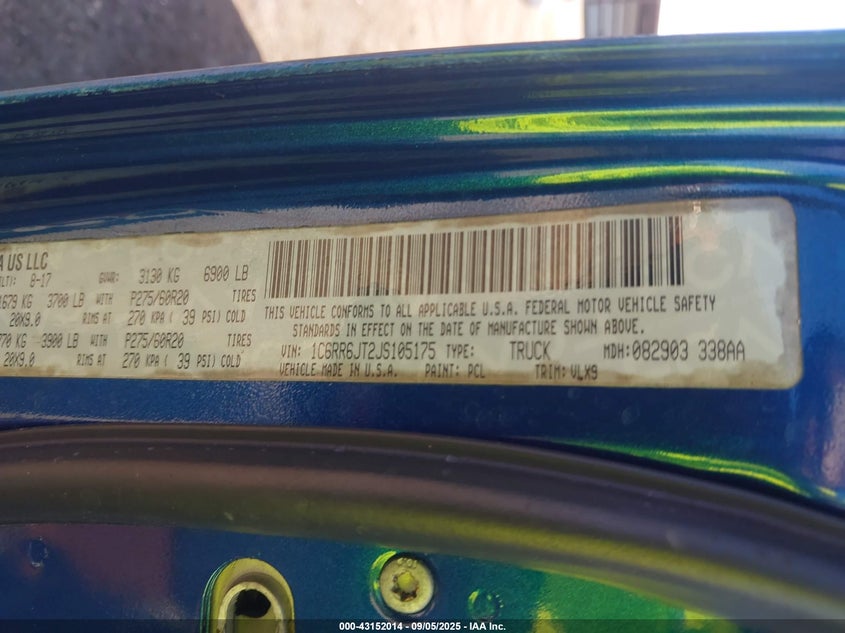 A US LLC
8-17 GVWR: 3130 KG 6900 LB
1679 KG 3700 LB WITH P275/60R20 TIRES
20X9.0 RIMS AT 270 KPA ( 39 PSI) COLD
770 KG 3900 LB WITH P275/60R20 TIRES
20X9.0 RIMS AT 270 KPA ( 39 PSI) COLD
THIS VEHICLE CONFORMS TO ALL APPLICABLE U.S.A. FEDERAL MOTOR VEHICLE SAFETY
STANDARDS IN EFFECT ON THE DATE OF MANUFACTURE SHOWN ABOVE.
VIN: 1C6RR6JT2JS105175 TYPE: TRUCK MDH:082903 338AA
VEHICLE MADE IN U.S.A. PAINT: PCL TRIM: VLX9
000-43152014 - 09/05/2025 - IAA Inc.